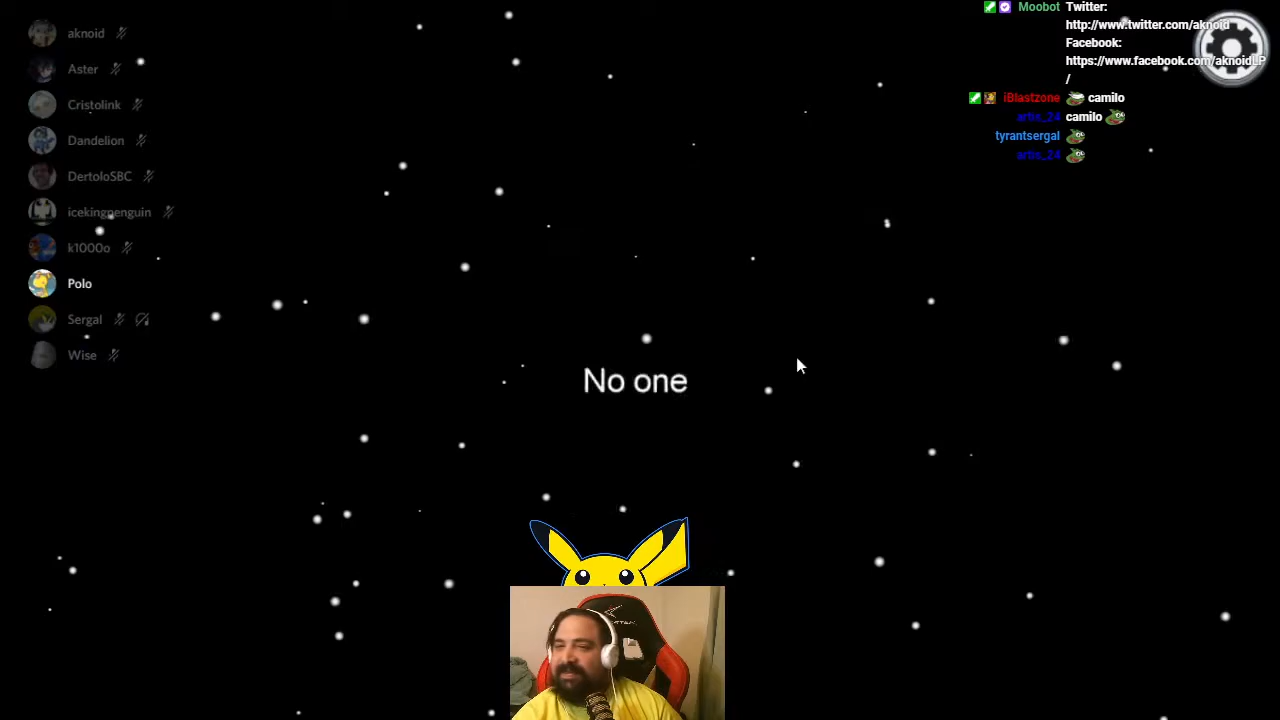 aknoid
Aster
Cristolink
Dandelion
DertoloSBC
icekingpenguin
k1000o
Polo
Sergal
Wise
Moobot Twitter:
http://www.twitter.com/aknoid
Facebook:
https://www.facebook.com/aknoidLP
/
iBlastzone camilo
artrs_24 camilo
tyrantsergal
artrs_24
No one